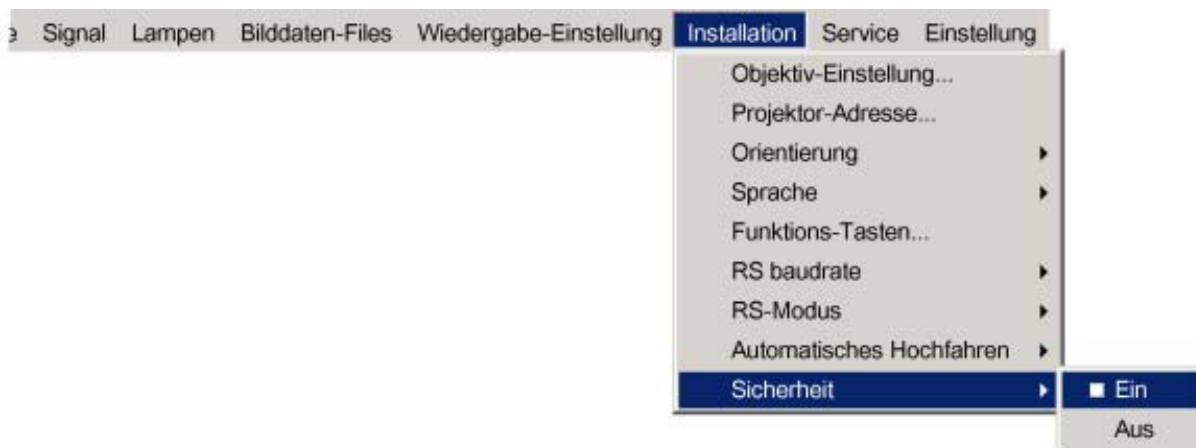 Signal Lampen Bilddaten-Files Wiedergabe-Einstellung Installation Service Einstellung
Objektiv-Einstellung...
Projektor-Adresse...
Orientierung
Sprache
Funktions-Tasten...
RS baudrate
RS-Modus
Automatisches Hochfahren
Sicherheit
Ein
Aus